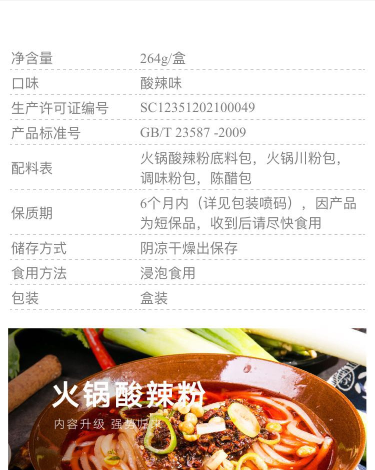 净含量 264g/盒
口味 酸辣味
生产许可证编号 SC12351202100049
产品标准号 GB/T 23587 -2009
配料表 火锅酸辣粉底料包，火锅川粉包，
调味粉包，陈醋包
保质期 6个月内（详见包装喷码），因产品
为短保品，收到后请尽快食用
储存方式 阴凉干燥出保存
食用方法 浸泡食用
包装 盒装
火锅酸辣粉
内容升级 强势